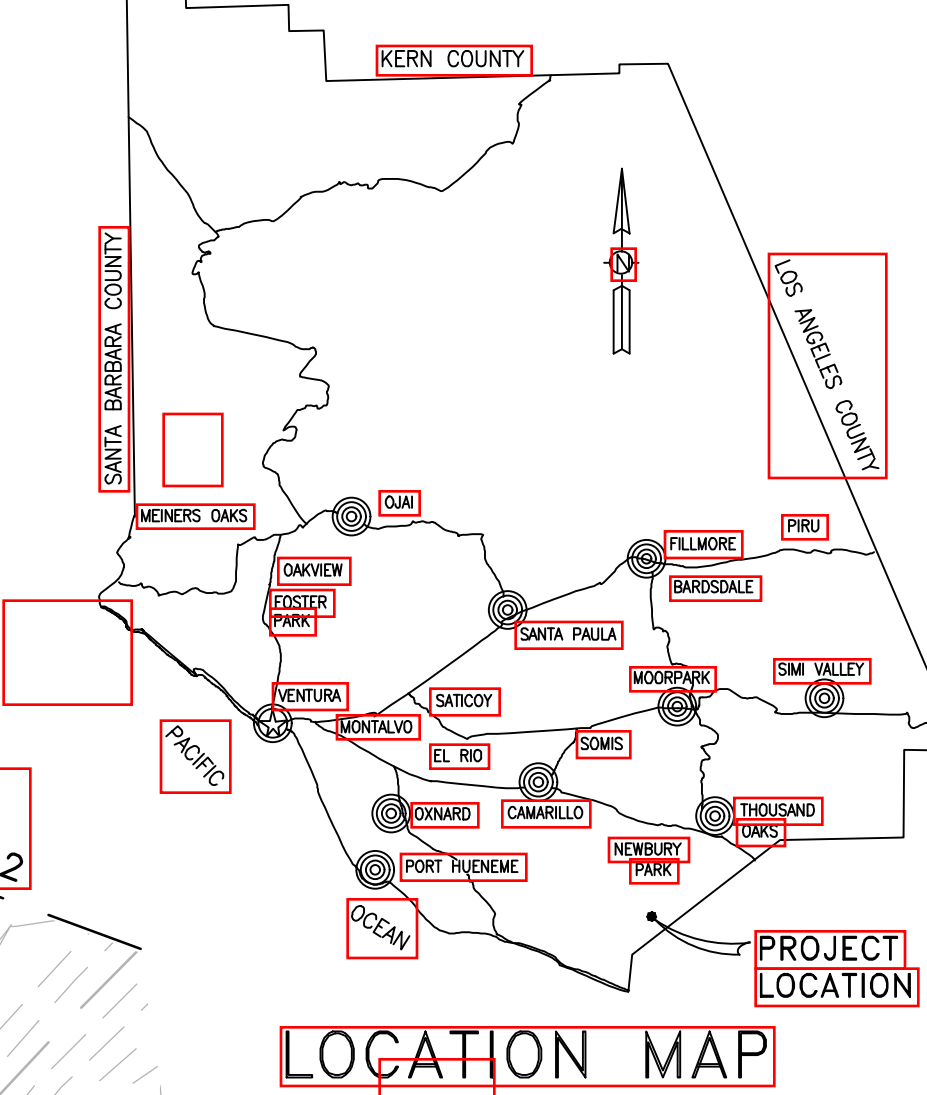 KERN COUNTY
SANTA BARBARA COUNTY
N
LOS ANGELES COUNTY
OJAI
MEINERS OAKS
PIRU
FILLMORE
OAKVIEW
BARDSDALE
FOSTER
PARK
SANTA PAULA
SIMI VALLEY
MOORPARK
VENTURA
SATICOY
MONTALVO
SOMIS
PACIFIC
EL RIO
OXNARD
CAMARILLO
THOUSAND
OAKS
NEWBURY
PARK
PORT HUENEME
2
OCEAN
PROJECT
LOCATION
LOCATION MAP